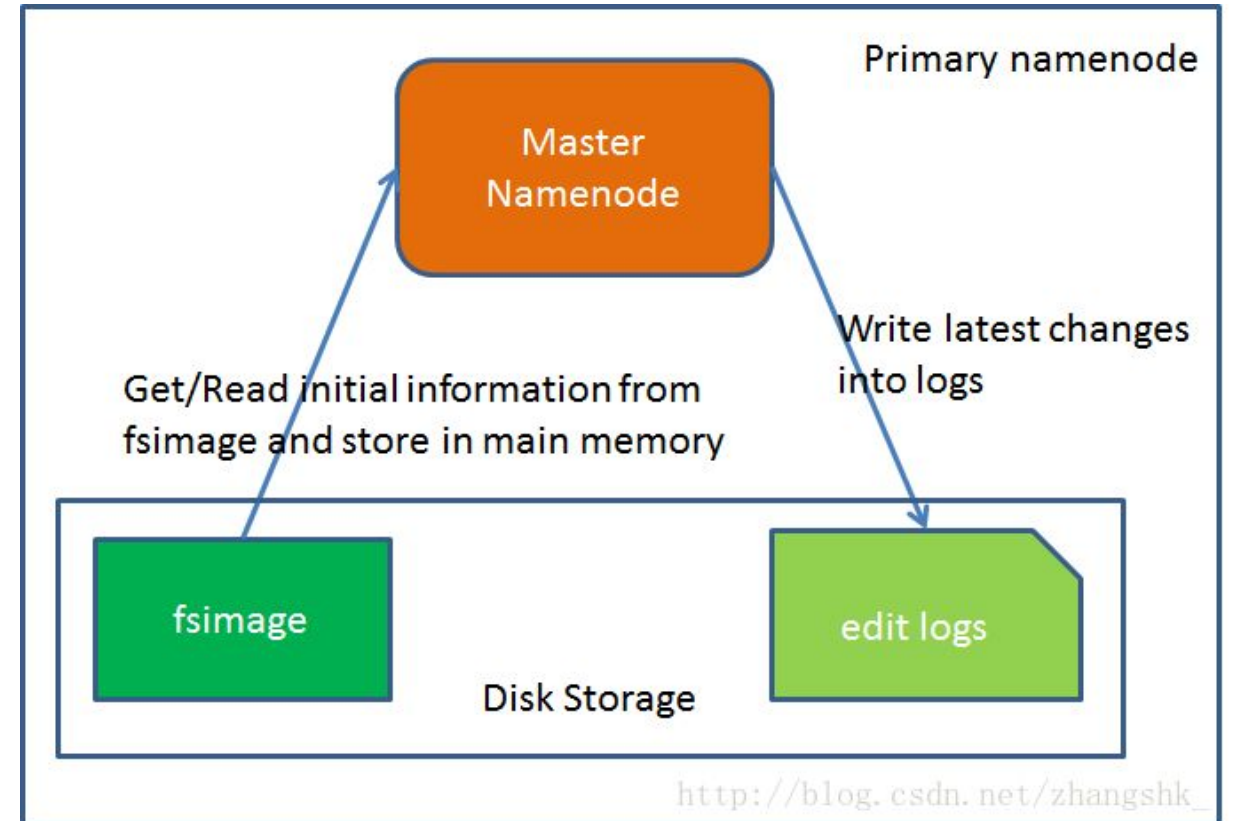 Primary namenode
Master
Namenode
Write latest changes
into logs
Get/Read initial information from
fsimage and store in main memory
fsimage
edit logs
Disk Storage
http://blog.csdn.net/zhangshk_